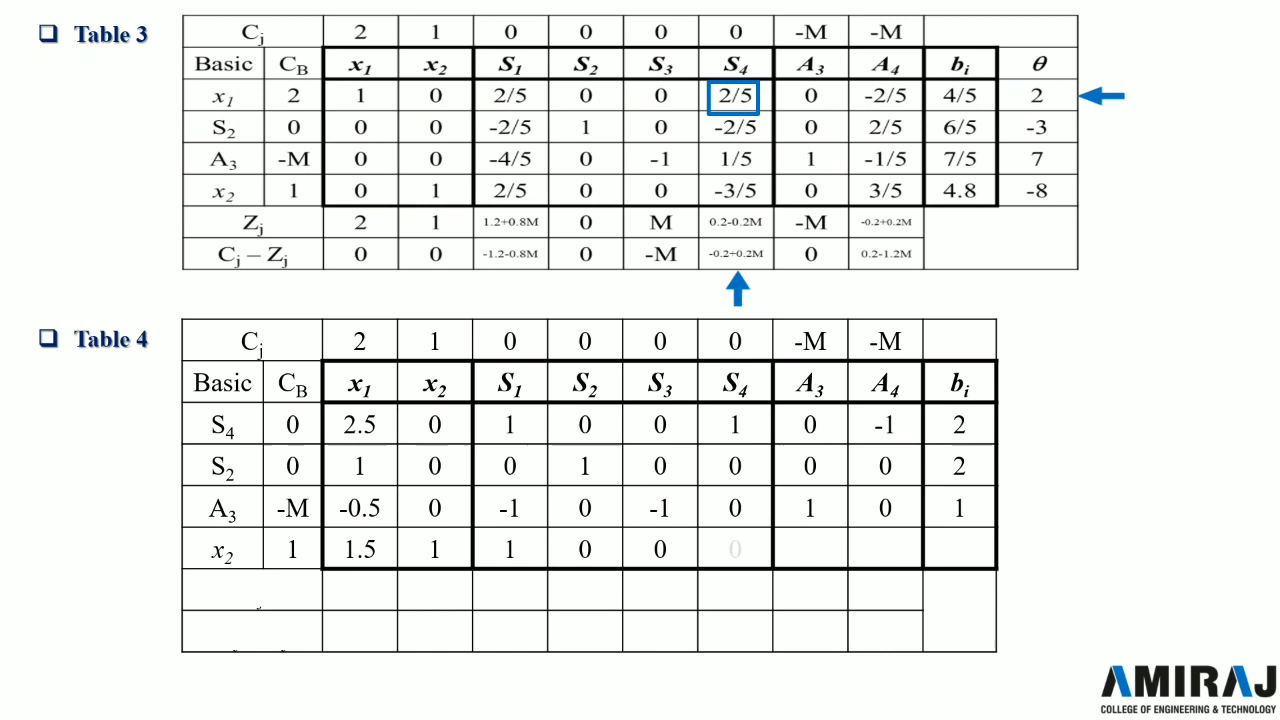 Table 3
Cj 2 1 0 0 0 0 -M -M
Basic CB x1 x2 S1 S2 S3 S4 A3 A4 bi θ
x1 2 1 0 2/5 0 0 2/5 0 -2/5 4/5 2
S2 0 0 0 -2/5 1 0 -2/5 0 2/5 6/5 -3
A3 -M 0 0 -4/5 0 -1 1/5 1 -1/5 7/5 7
x2 1 0 1 2/5 0 0 -3/5 0 3/5 4.8 -8
Zj 2 1 1.2+0.8M 0 M 0.2-0.2M -M -0.2+0.2M
Cj – Zj 0 0 -1.2-0.8M 0 -M -0.2+0.2M 0 0.2-1.2M
Table 4
Cj 2 1 0 0 0 0 -M -M
Basic CB x1 x2 S1 S2 S3 S4 A3 A4 bi
S4 0 2.5 0 1 0 0 1 0 -1 2
S2 0 1 0 0 1 0 0 0 0 2
A3 -M -0.5 0 -1 0 -1 0 1 0 1
x2 1 1.5 1 1 0 0 0
AMIRAJ
COLLEGE OF ENGINEERING & TECHNOLOGY